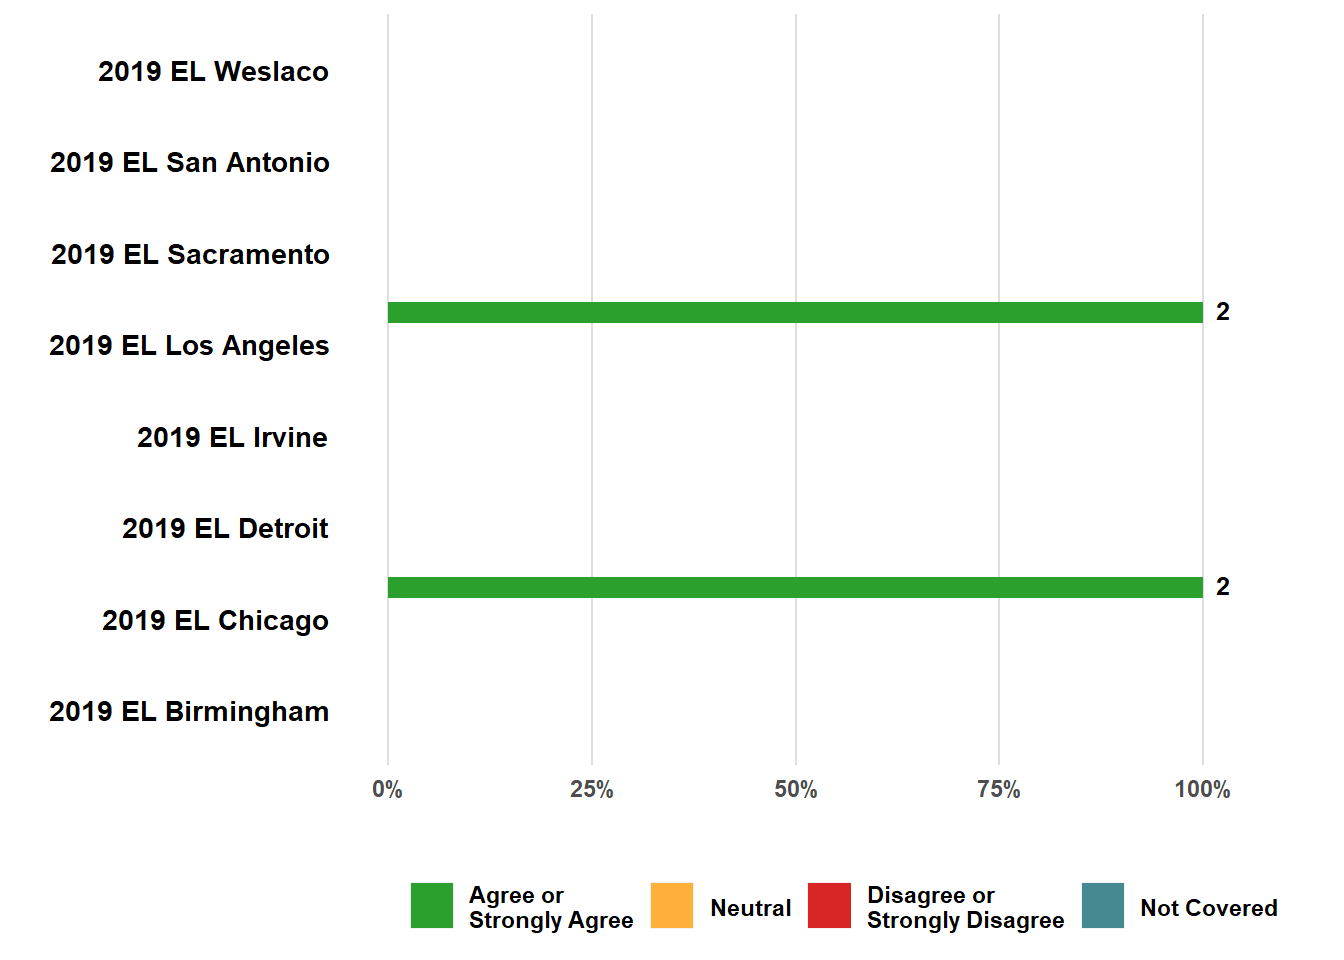 2019 EL Weslaco
2019 EL San Antonio
2019 EL Sacramento
2
2019 EL Los Angeles
2019 EL Irvine
2019 EL Detroit
2
2019 EL Chicago
2019 EL Birmingham
0% 25% 50% 75% 100%
Agree or
Strongly Agree
Neutral
Disagree or
Strongly Disagree
Not Covered